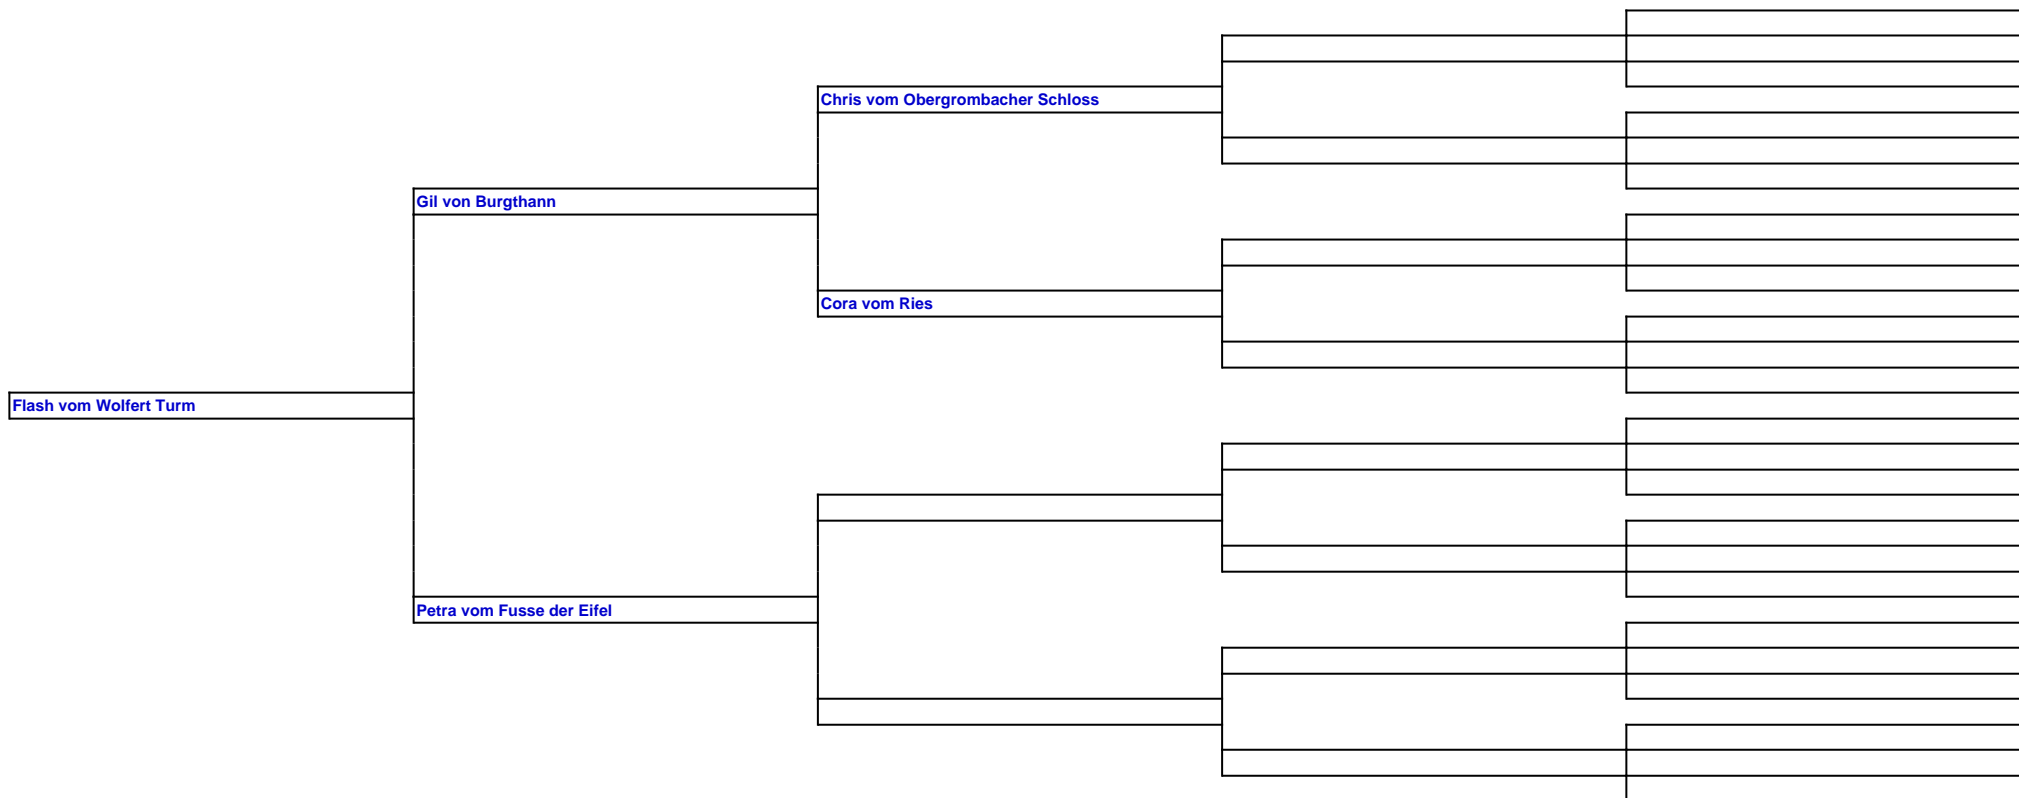 Chris vom Obergrombacher Schloss
Gil von Burgthann
Cora vom Ries
Flash vom Wolfert Turm
Petra vom Fusse der Eifel